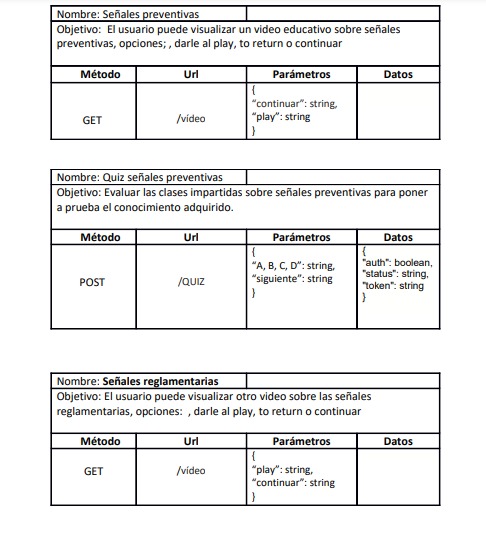 Nombre: Señales preventivas
Objetivo:  El usuario puede visualizar un video educativo sobre señales
preventivas, opciones; , darle al play, to return o continuar
Método Url Parámetros Datos
GET /vídeo {
"continuar": string,
"play": string
}
Nombre: Quiz señales preventivas
Objetivo: Evaluar las clases impartidas sobre señales preventivas para poner
a prueba el conocimiento adquirido.
Método Url Parámetros Datos
POST /QUIZ {
"A, B, C, D": string,
"siguiente": string
}
{
"auth": boolean,
"status": string,
"token": string
}
Nombre: Señales reglamentarias
Objetivo: El usuario puede visualizar otro video sobre las señales
reglamentarias, opciones:  , darle al play, to return o continuar
Método Url Parámetros Datos
GET /vídeo {
"play": string,
"continuar": string
}